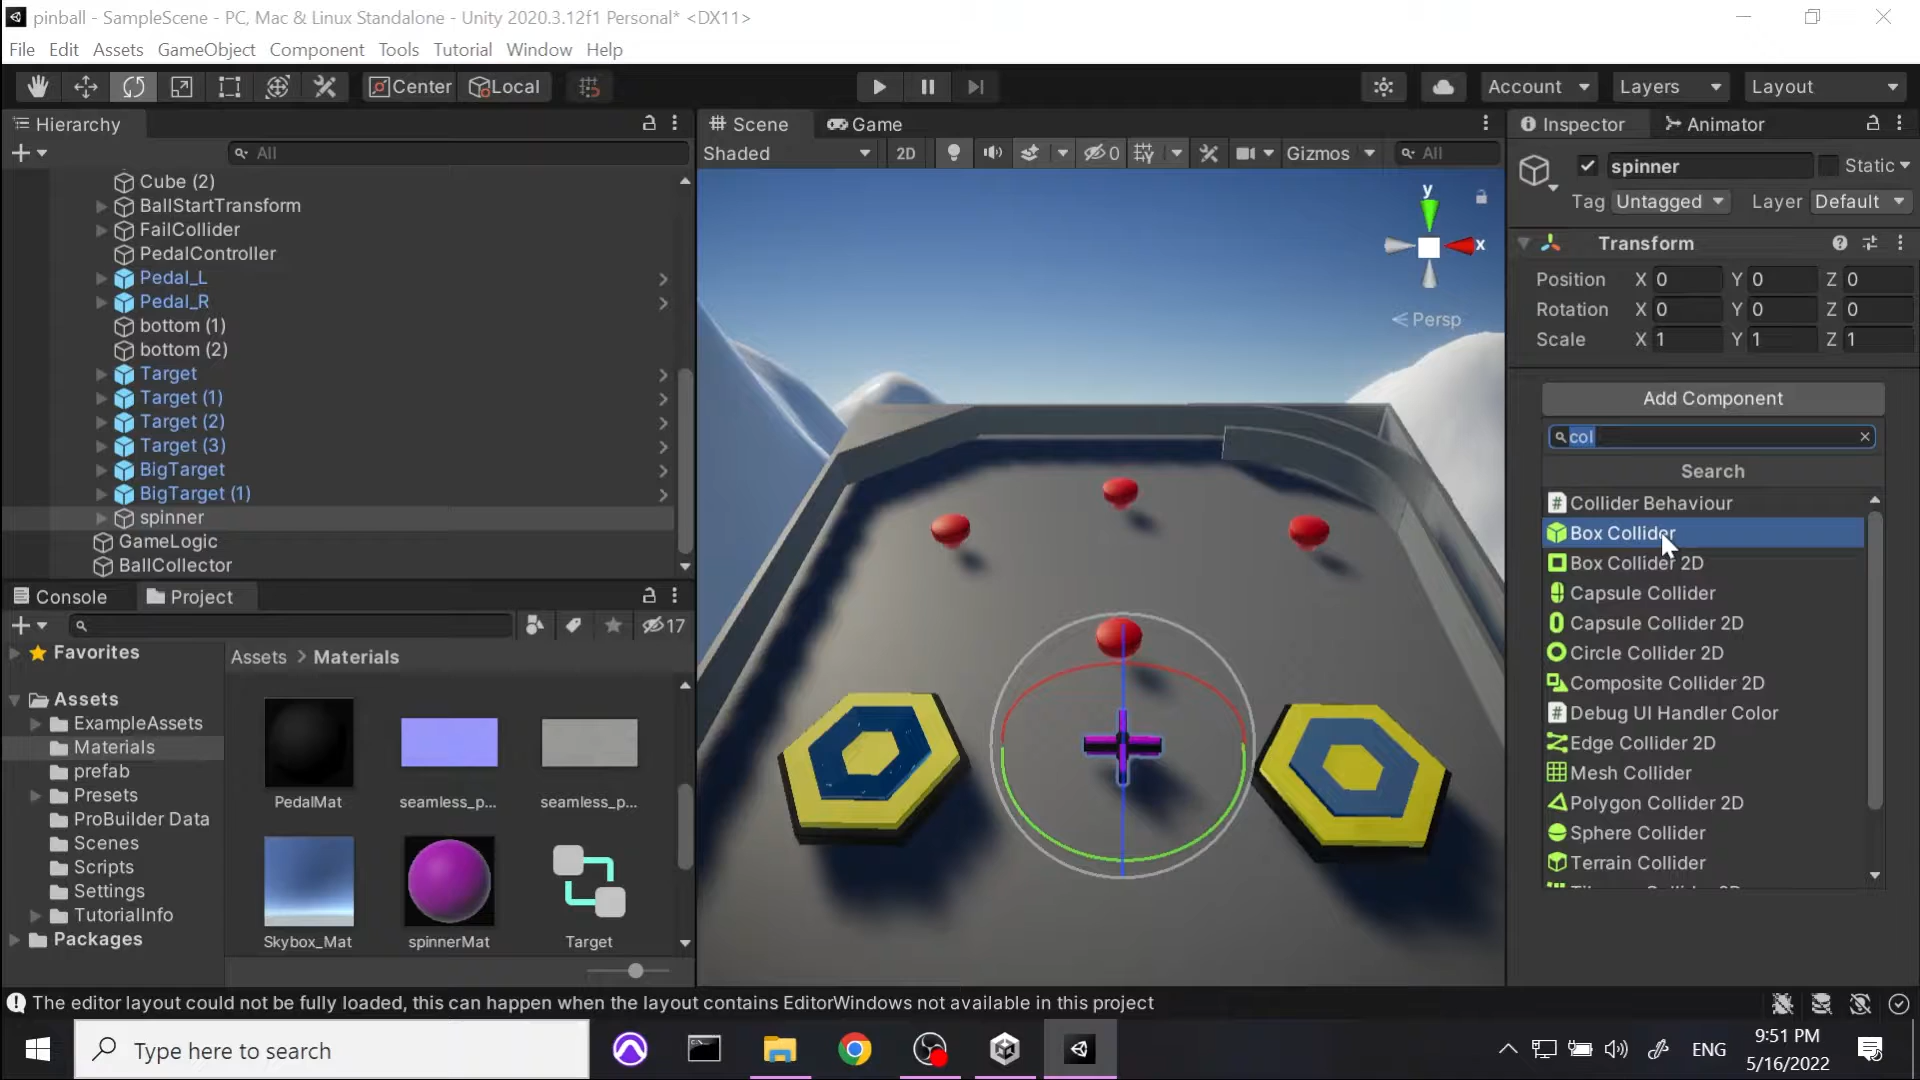 pinball - SampleScene - PC, Mac & Linux Standalone - Unity 2020.3.12f1 Personal* <DX11>
File Edit Assets GameObject Component Tools Tutorial Window Help
Center Local Account Layers Layout
Hierarchy
All
Cube (2)
BallStartTransform
FailCollider
PedalController
Pedal_L
Pedal_R
bottom (1)
bottom (2)
Target
Target (1)
Target (2)
Target (3)
BigTarget
BigTarget (1)
spinner
GameLogic
BallCollector
Console Project
17
Favorites
Assets
ExampleAssets
Materials
prefab
Presets
ProBuilder Data
Scenes
Scripts
Settings
TutorialInfo
Packages
Assets > Materials
PedalMat seamless_p... seamless_p...
Skybox_Mat spinnerMat Target
Scene Game
Shaded 2D 0 Gizmos All
y
x
Persp
Inspector Animator
spinner Static
Tag Untagged Layer Default
Transform
Position X 0 Y 0 Z 0
Rotation X 0 Y 0 Z 0
Scale X 1 Y 1 Z 1
Add Component
col
Search
Collider Behaviour
Box Collider
Box Collider 2D
Capsule Collider
Capsule Collider 2D
Circle Collider 2D
Composite Collider 2D
Debug UI Handler Color
Edge Collider 2D
Mesh Collider
Polygon Collider 2D
Sphere Collider
Terrain Collider
The editor layout could not be fully loaded, this can happen when the layout contains EditorWindows not available in this project
Type here to search
ENG
9:51 PM
5/16/2022